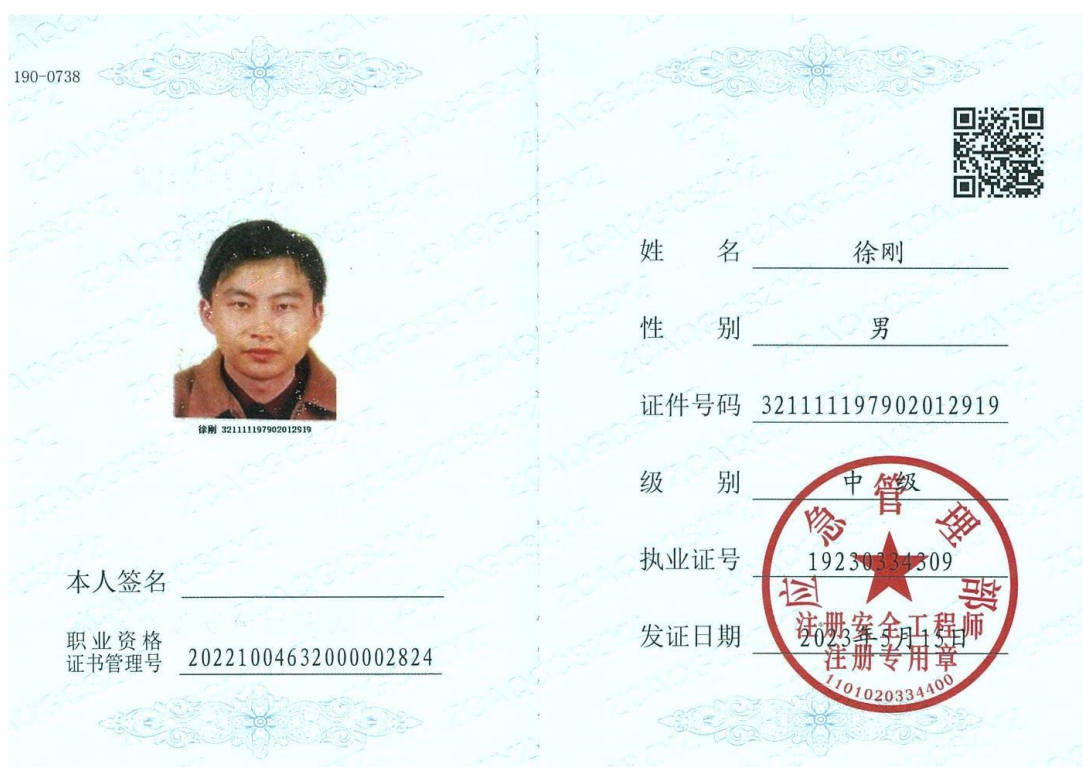 190-0738
徐刚 321111197902012919
本人签名
职业资格
证书管理号 20221004632000002824
姓名 徐刚
性别 男
证件号码 321111197902012919
级别 中级
执业证号 19230334309
发证日期 2023年5月15日
应急管理部
注册安全工程师
注册专用章
1101020334400
ZCAQGCSZYZ